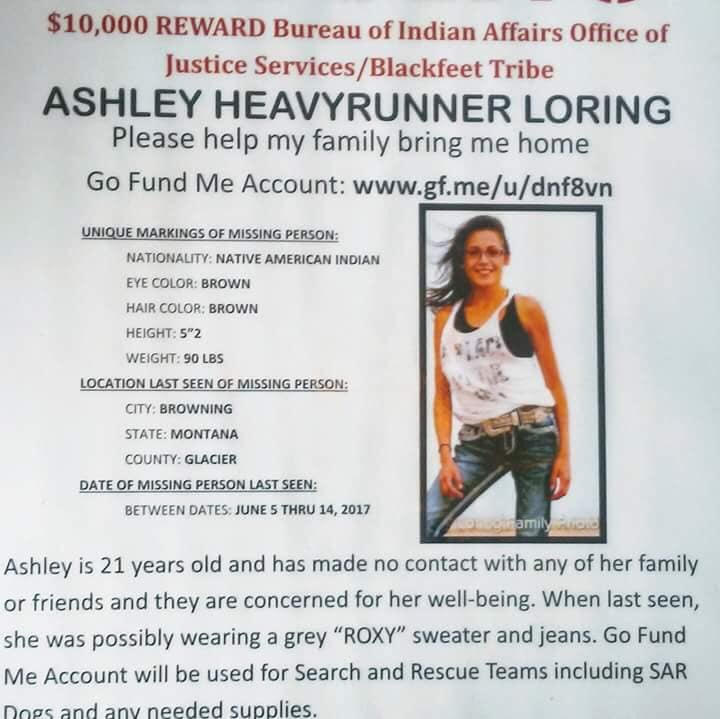 $10,000 REWARD Bureau of Indian Affairs Office of
Justice Services/Blackfeet Tribe
ASHLEY HEAVYRUNNER LORING
Please help my family bring me home
Go Fund Me Account: www.gf.me/u/dnf8vn
UNIQUE MARKINGS OF MISSING PERSON:
NATIONALITY: NATIVE AMERICAN INDIAN
EYE COLOR: BROWN
HAIR COLOR: BROWN
HEIGHT: 5”2
WEIGHT: 90 LBS
LOCATION LAST SEEN OF MISSING PERSON:
CITY: BROWNING
STATE: MONTANA
COUNTY: GLACIER
DATE OF MISSING PERSON LAST SEEN:
BETWEEN DATES: JUNE 5 THRU 14, 2017
Loring Family Photo
Ashley is 21 years old and has made no contact with any of her family
or friends and they are concerned for her well-being. When last seen,
she was possibly wearing a grey “ROXY” sweater and jeans. Go Fund
Me Account will be used for Search and Rescue Teams including SAR
Dogs and any needed supplies.